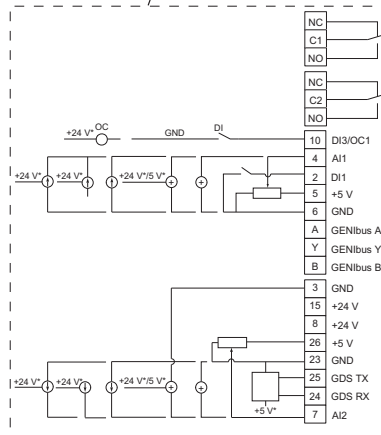 NC
C1
NO
NC
C2
NO
+24 V* OC GND DI 10 DI3/OC1
4 AI1
+24 V* +24 V* +24 V*/5 V* + + 2 DI1
5 +5 V
6 GND
A GENIbus A
Y GENIbus Y
B GENIbus B
3 GND
15 +24 V
8 +24 V
26 +5 V
23 GND
+24 V* +24 V* +24 V*/5 V* + + 25 GDS TX
24 GDS RX
+5 V* 7 AI2